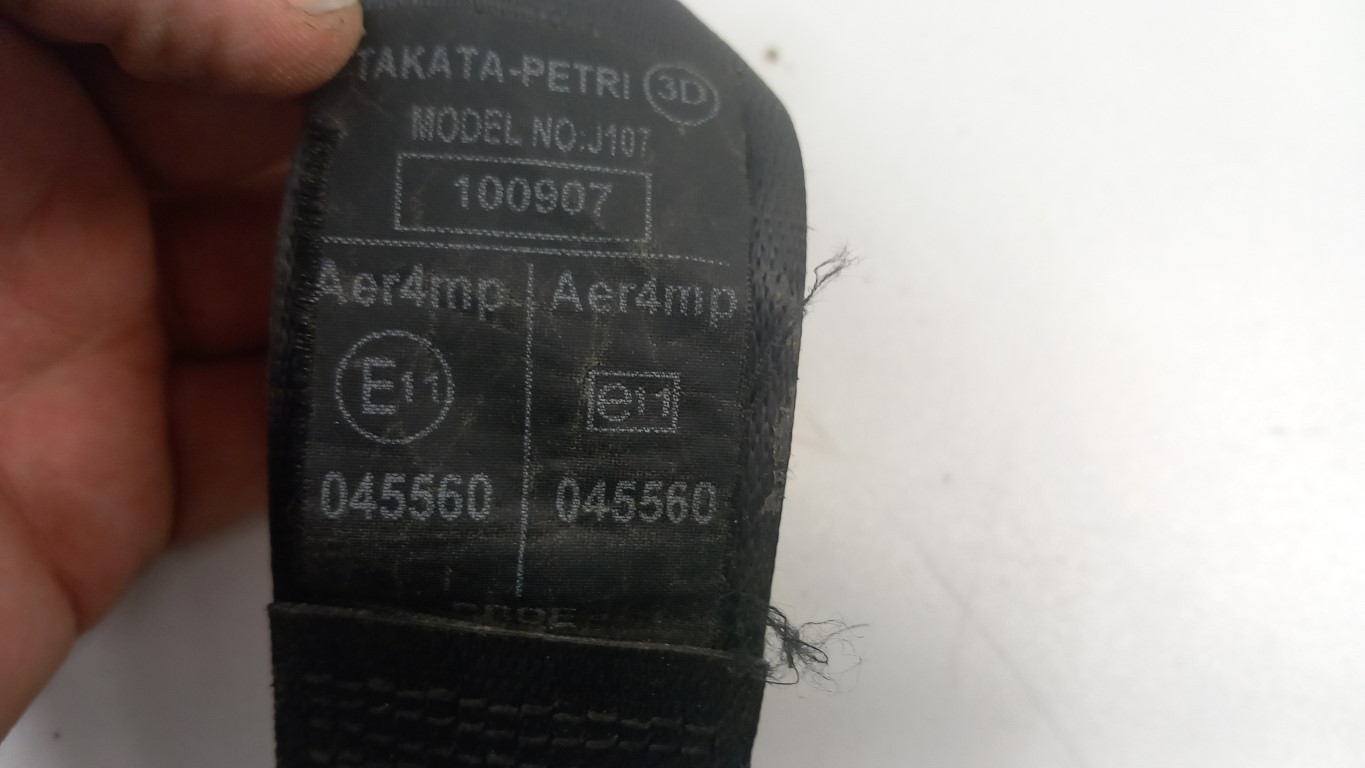 TAKATA-PETRI 3D
MODEL NO:J107
100907
Aer4mp Aer4mp
E11 e11
045560 045560